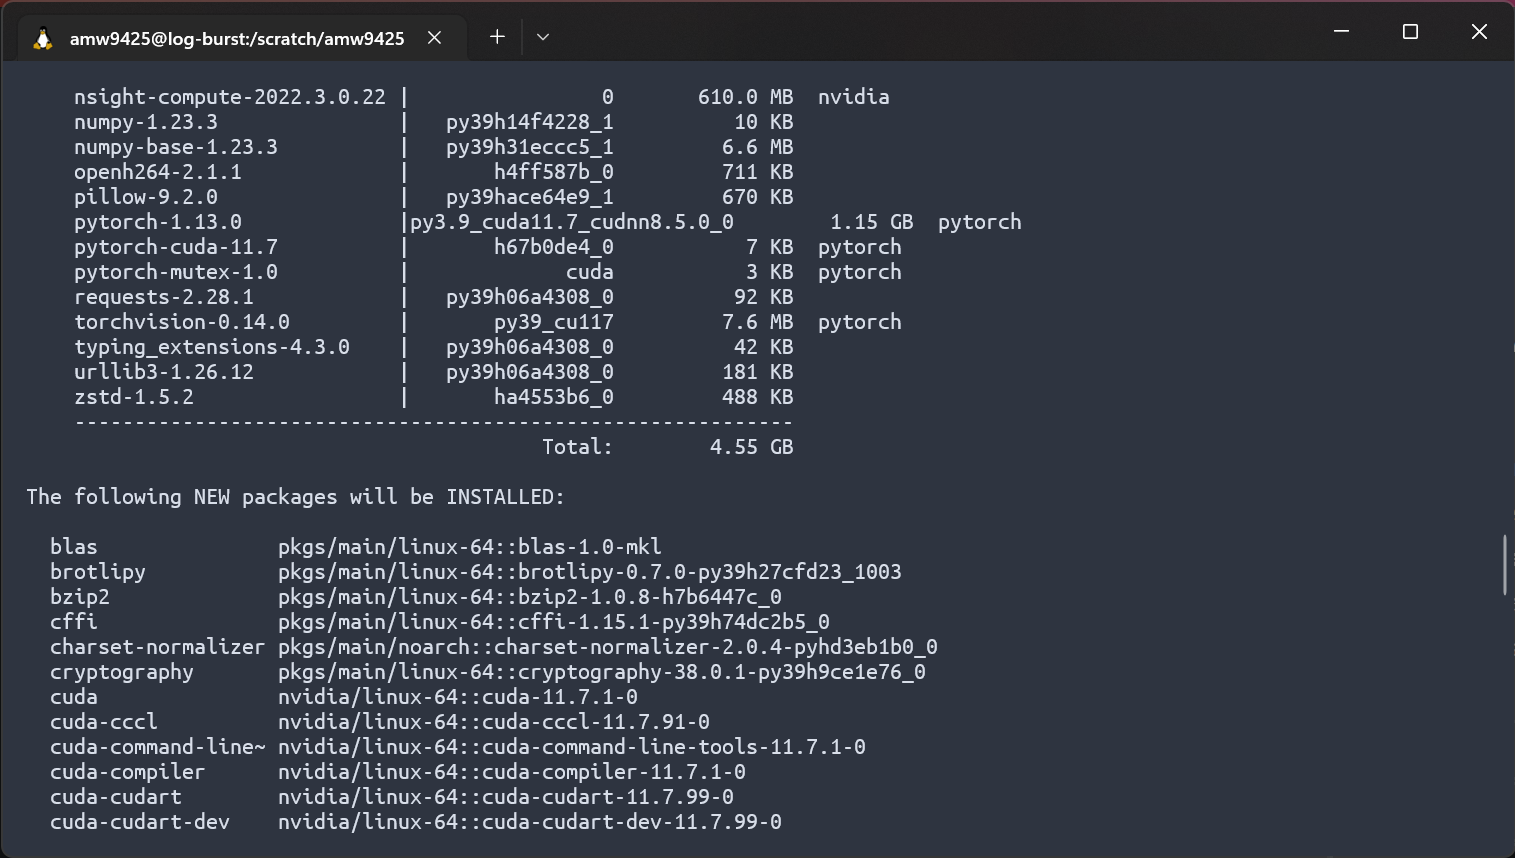 amw9425@log-burst:/scratch/amw9425
nsight-compute-2022.3.0.22 | 0 610.0 MB nvidia
numpy-1.23.3 | py39h14f4228_1 10 KB
numpy-base-1.23.3 | py39h31eccc5_1 6.6 MB
openh264-2.1.1 | h4ff587b_0 711 KB
pillow-9.2.0 | py39hace64e9_1 670 KB
pytorch-1.13.0 |py3.9_cuda11.7_cudnn8.5.0_0 1.15 GB pytorch
pytorch-cuda-11.7 | h67b0de4_0 7 KB pytorch
pytorch-mutex-1.0 | cuda 3 KB pytorch
requests-2.28.1 | py39h06a4308_0 92 KB
torchvision-0.14.0 | py39_cu117 7.6 MB pytorch
typing_extensions-4.3.0 | py39h06a4308_0 42 KB
urllib3-1.26.12 | py39h06a4308_0 181 KB
zstd-1.5.2 | ha4553b6_0 488 KB
------------------------------------------------------------
Total: 4.55 GB
The following NEW packages will be INSTALLED:
blas pkgs/main/linux-64::blas-1.0-mkl
brotlipy pkgs/main/linux-64::brotlipy-0.7.0-py39h27cfd23_1003
bzip2 pkgs/main/linux-64::bzip2-1.0.8-h7b6447c_0
cffi pkgs/main/linux-64::cffi-1.15.1-py39h74dc2b5_0
charset-normalizer pkgs/main/noarch::charset-normalizer-2.0.4-pyhd3eb1b0_0
cryptography pkgs/main/linux-64::cryptography-38.0.1-py39h9ce1e76_0
cuda nvidia/linux-64::cuda-11.7.1-0
cuda-cccl nvidia/linux-64::cuda-cccl-11.7.91-0
cuda-command-line~ nvidia/linux-64::cuda-command-line-tools-11.7.1-0
cuda-compiler nvidia/linux-64::cuda-compiler-11.7.1-0
cuda-cudart nvidia/linux-64::cuda-cudart-11.7.99-0
cuda-cudart-dev nvidia/linux-64::cuda-cudart-dev-11.7.99-0